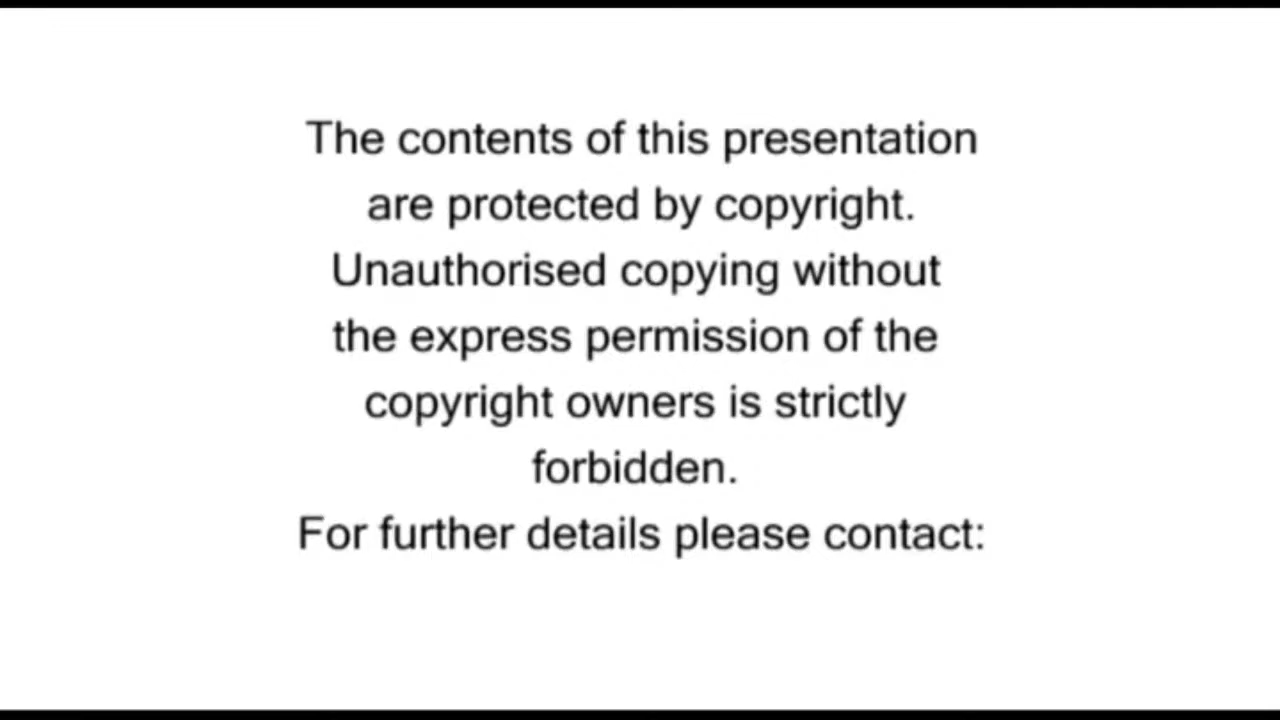 The contents of this presentation
are protected by copyright.
Unauthorised copying without
the express permission of the
copyright owners is strictly
forbidden.
For further details please contact: